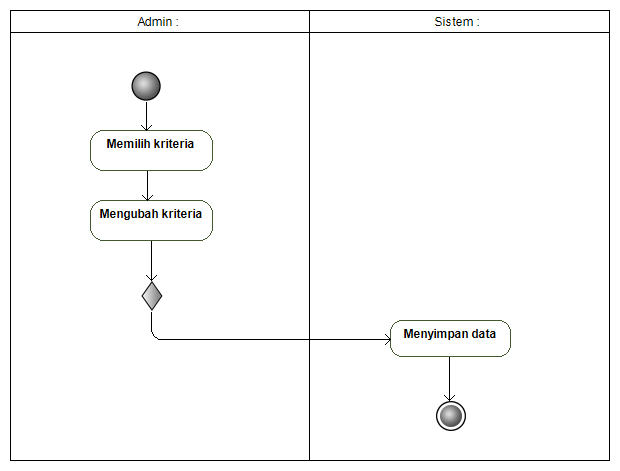 Admin :
Sistem :
Memilih kriteria
Mengubah kriteria
Menyimpan data